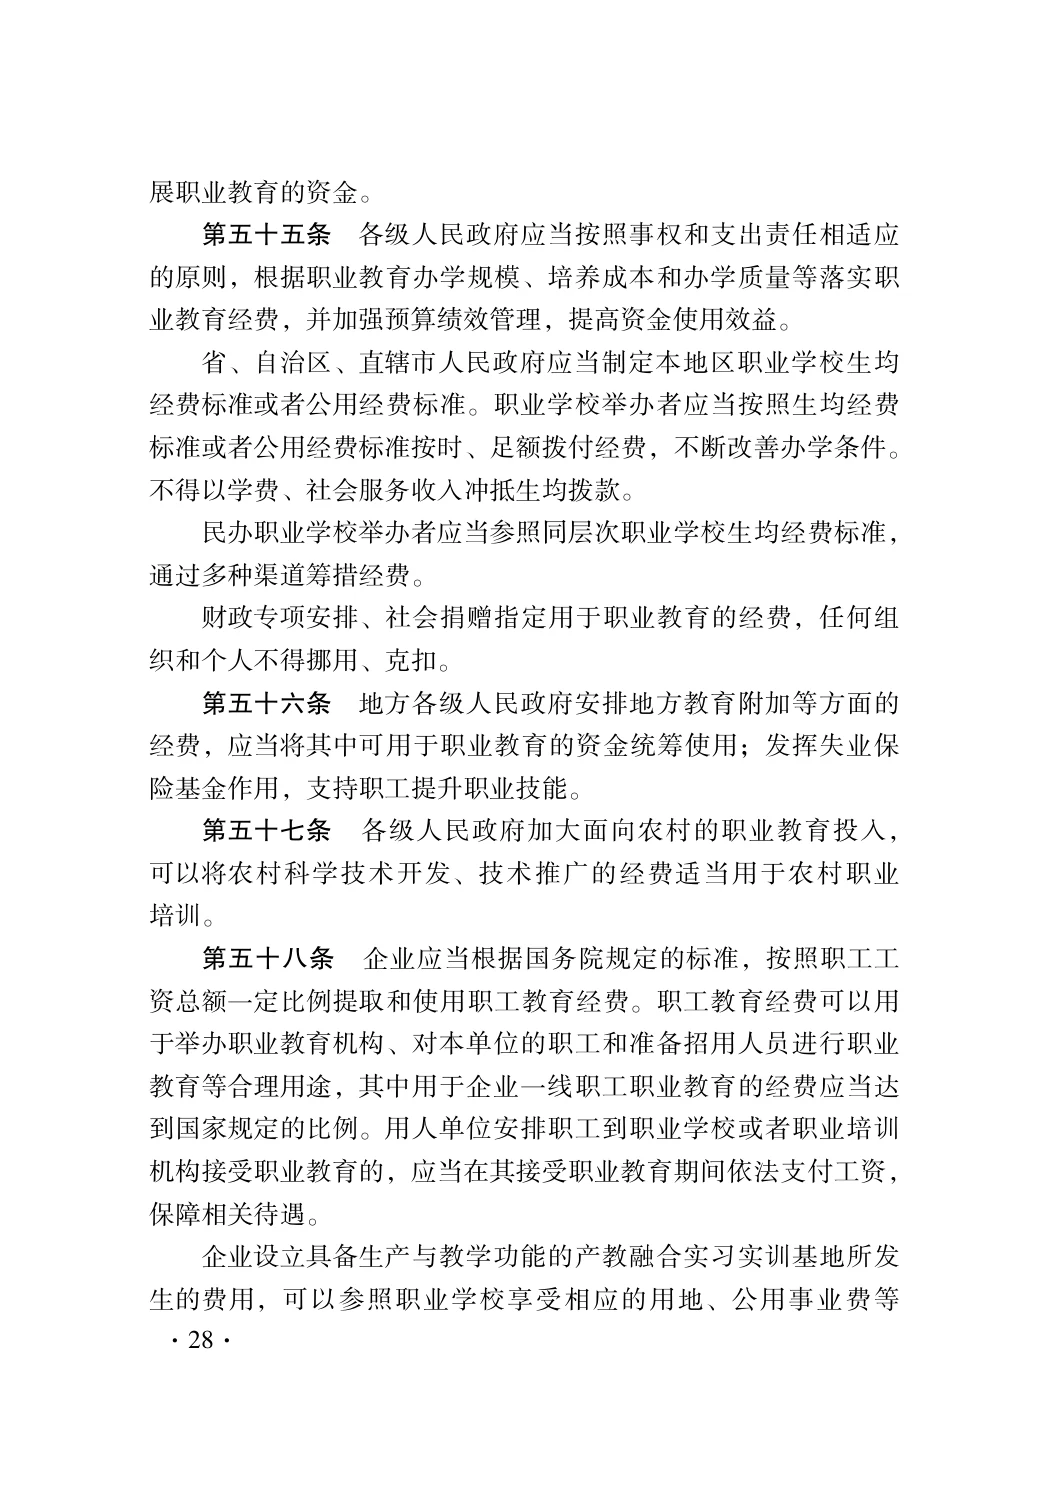 展职业教育的资金。
第五十五条　各级人民政府应当按照事权和支出责任相适应
的原则，根据职业教育办学规模、培养成本和办学质量等落实职
业教育经费，并加强预算绩效管理，提高资金使用效益。
省、自治区、直辖市人民政府应当制定本地区职业学校生均
经费标准或者公用经费标准。职业学校举办者应当按照生均经费
标准或者公用经费标准按时、足额拨付经费，不断改善办学条件。
不得以学费、社会服务收入冲抵生均拨款。
民办职业学校举办者应当参照同层次职业学校生均经费标准，
通过多种渠道筹措经费。
财政专项安排、社会捐赠指定用于职业教育的经费，任何组
织和个人不得挪用、克扣。
第五十六条　地方各级人民政府安排地方教育附加等方面的
经费，应当将其中可用于职业教育的资金统筹使用；发挥失业保
险基金作用，支持职工提升职业技能。
第五十七条　各级人民政府加大面向农村的职业教育投入，
可以将农村科学技术开发、技术推广的经费适当用于农村职业
培训。
第五十八条　企业应当根据国务院规定的标准，按照职工工
资总额一定比例提取和使用职工教育经费。职工教育经费可以用
于举办职业教育机构、对本单位的职工和准备招用人员进行职业
教育等合理用途，其中用于企业一线职工职业教育的经费应当达
到国家规定的比例。用人单位安排职工到职业学校或者职业培训
机构接受职业教育的，应当在其接受职业教育期间依法支付工资，
保障相关待遇。
企业设立具备生产与教学功能的产教融合实习实训基地所发
生的费用，可以参照职业学校享受相应的用地、公用事业费等
·28·